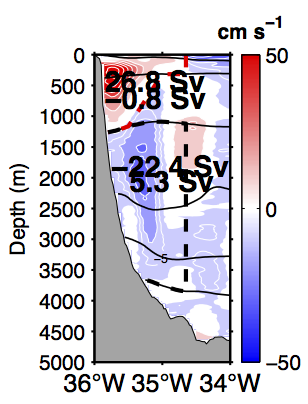 cm s⁻¹
0
500
1000
1500
2000
2500
3000
3500
4000
4500
5000
Depth (m)
26.8 Sv
−0.8 Sv
−22.4 Sv
5.3 Sv
−5
36°W 35°W 34°W
50
0
−50